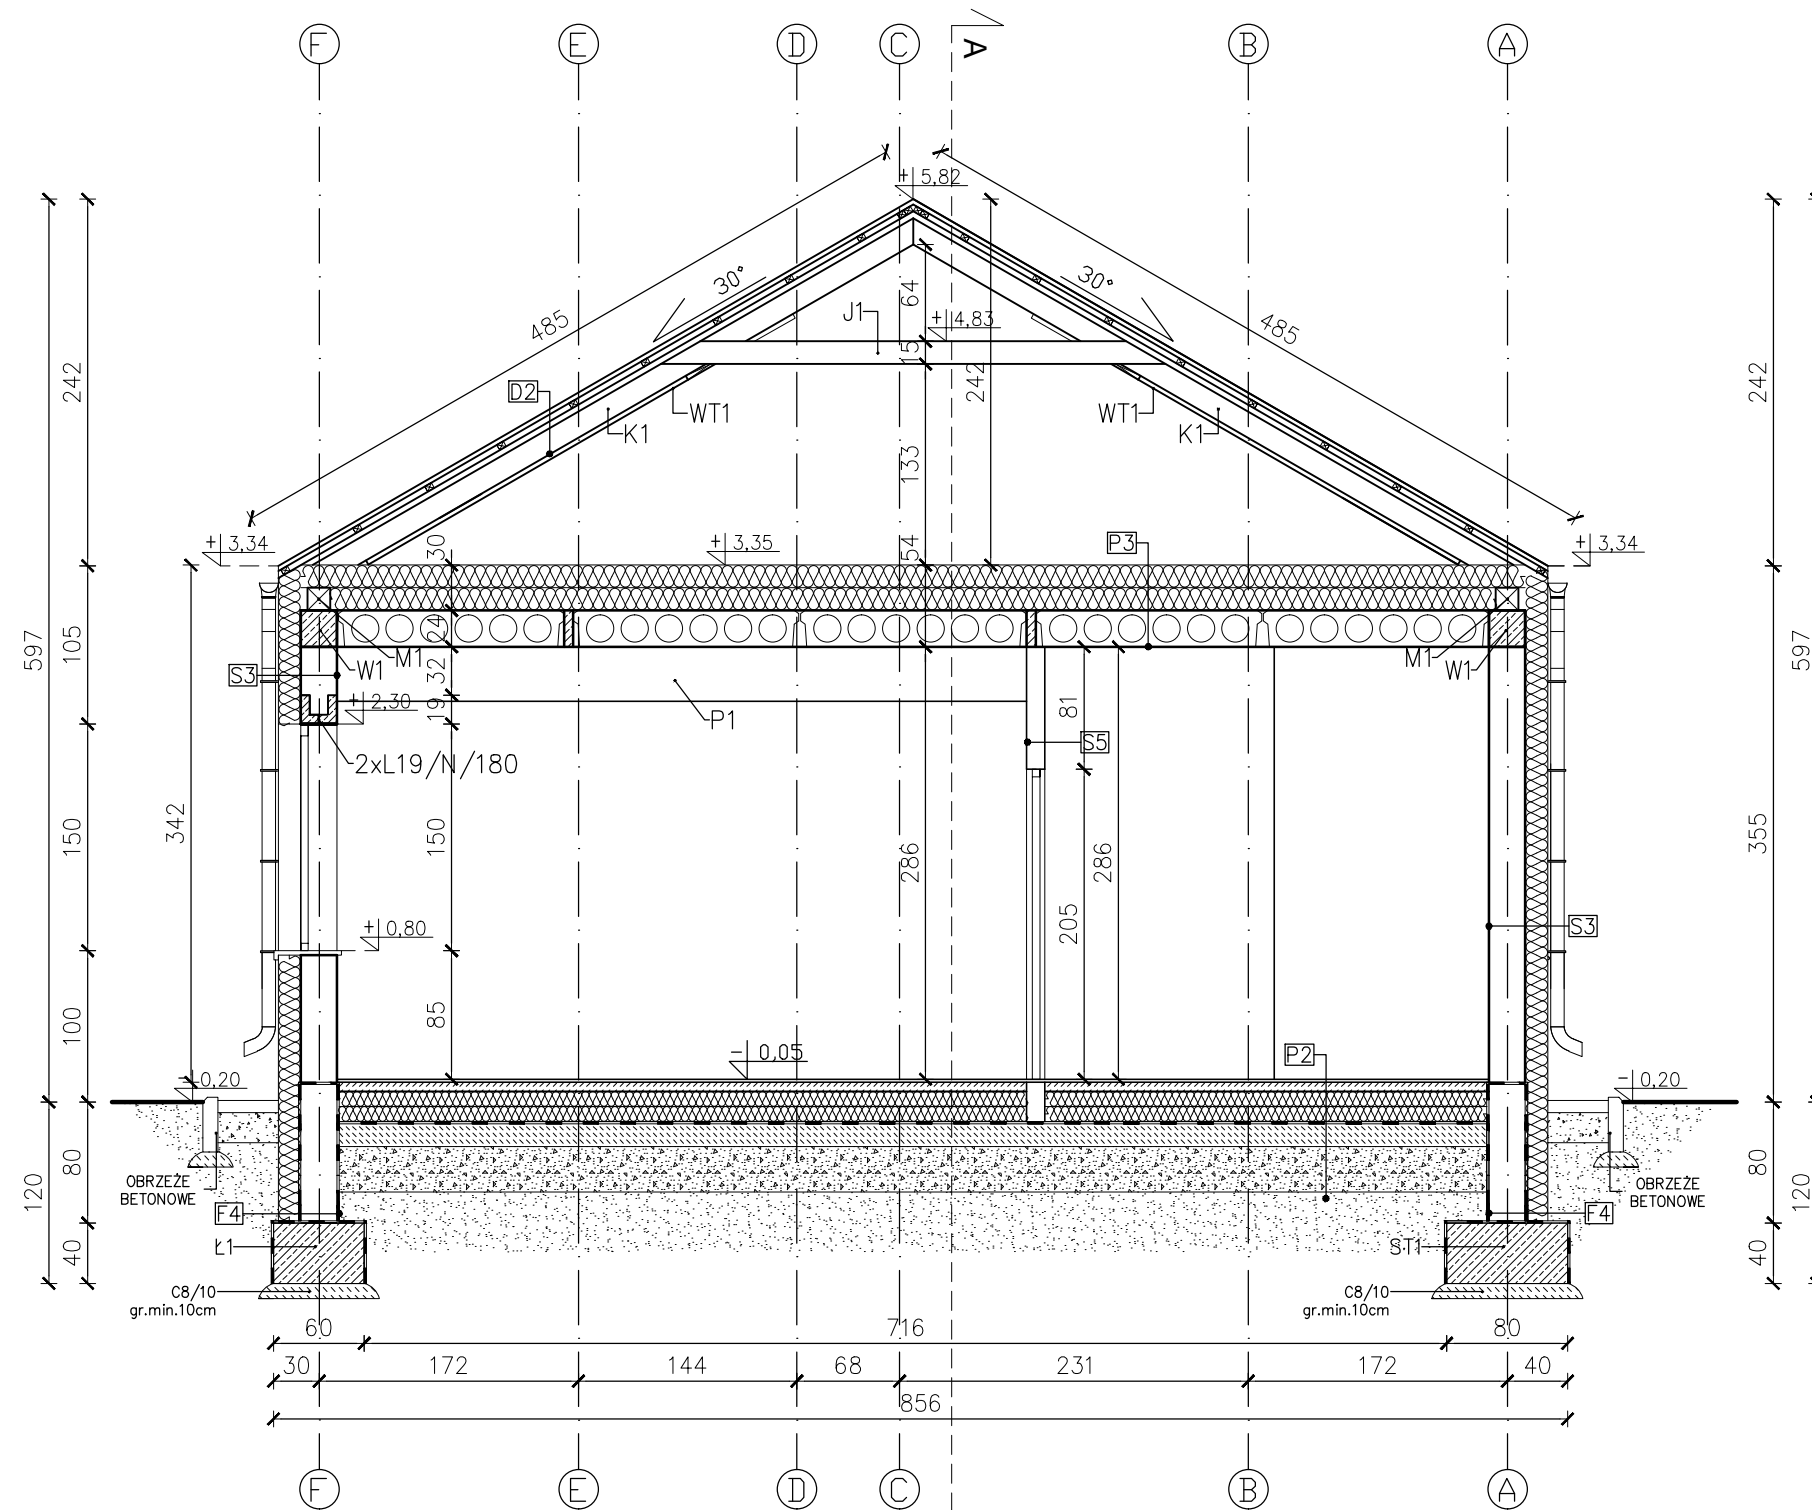 F E D C A B A
+ 5,82
485
30°
30°
485
64
J1
+ 4,83
15
242
242
242
242
D2
K1
WT1
WT1
K1
133
+ 3,34
+ 3,35
30
54
P3
+ 3,34
597
105
24
32
19
M1
W1
S3
+ 2,30
P1
M1
W1
81
S5
597
2xL19/N/180
342
150
150
286
286
205
355
+ 0,80
S3
100
85
- 0,05
P2
-0,20
- 0,20
120
80
OBRZEŻE
BETONOWE
OBRZEŻE
BETONOWE
80
120
F4
F4
Ł1
ST1
40
40
C8/10
gr.min.10cm
C8/10
gr.min.10cm
60 716 80
30 172 144 68 231 172 40
856
F E D C B A